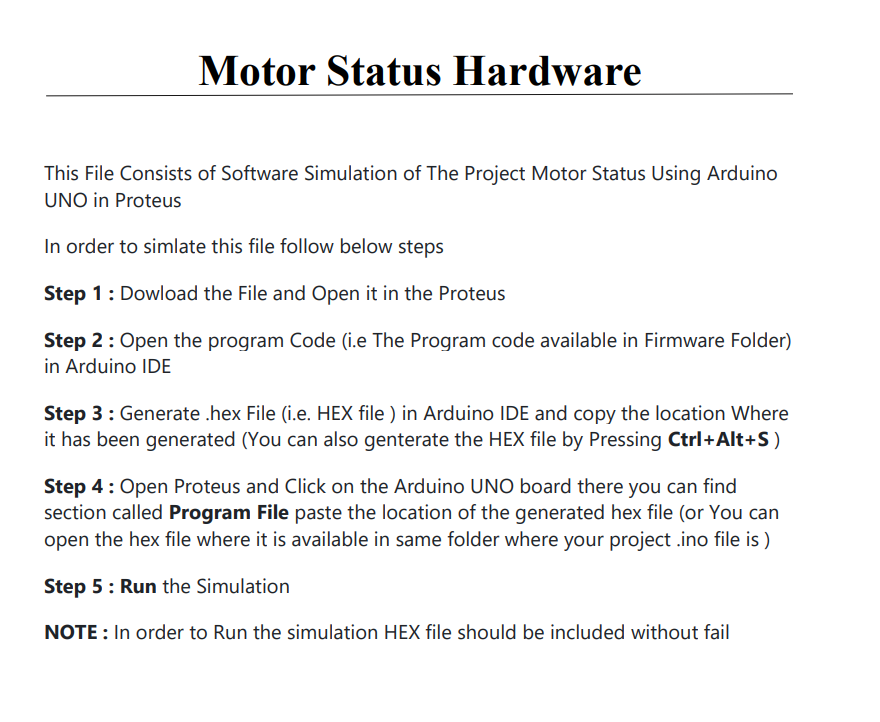 Motor Status Hardware
This File Consists of Software Simulation of The Project Motor Status Using Arduino
UNO in Proteus
In order to simlate this file follow below steps
Step 1 : Dowload the File and Open it in the Proteus
Step 2 : Open the program Code (i.e The Program code available in Firmware Folder)
in Arduino IDE
Step 3 : Generate .hex File (i.e. HEX file ) in Arduino IDE and copy the location Where
it has been generated (You can also genterate the HEX file by Pressing Ctrl+Alt+S )
Step 4 : Open Proteus and Click on the Arduino UNO board there you can find
section called Program File paste the location of the generated hex file (or You can
open the hex file where it is available in same folder where your project .ino file is )
Step 5 : Run the Simulation
NOTE : In order to Run the simulation HEX file should be included without fail